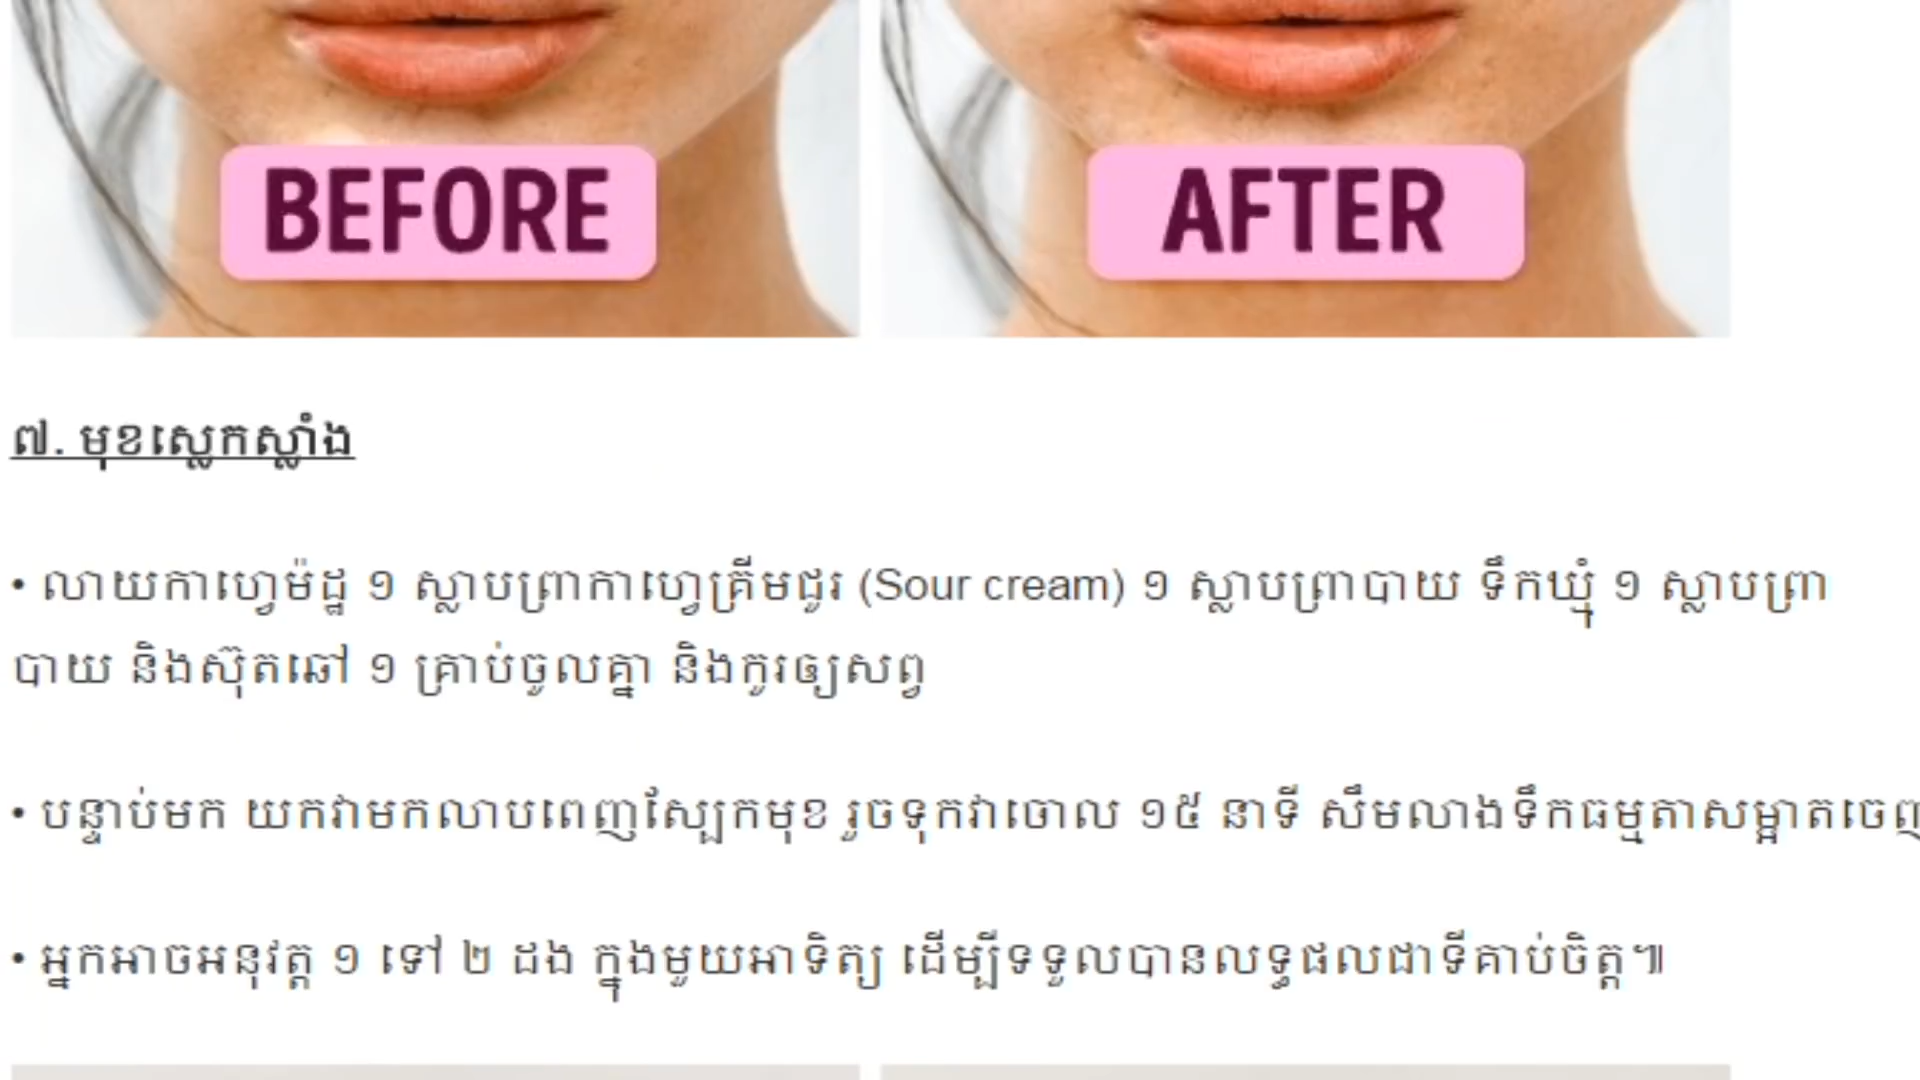 BEFORE
AFTER
៧. មុខស្លេកស្លាំង
• លាយកាហ្វេម៉ដ្ឋ ១ ស្លាបព្រាកាហ្វេគ្រីមជូរ (Sour cream) ១ ស្លាបព្រាបាយ ទឹកឃ្មុំ ១ ស្លាបព្រា
បាយ និងស៊ុតឆៅ ១ គ្រាប់ចូលគ្នា និងកូរឲ្យសព្វ
• បន្ទាប់មក យកវាមកលាបពេញស្បែកមុខ រួចទុកវាចោល ១៥ នាទី សឹមលាងទឹកធម្មតាសម្អាតចេញ
• អ្នកអាចអនុវត្ត ១ ទៅ ២ ដង ក្នុងមួយអាទិត្យ ដើម្បីទទួលបានលទ្ធផលជាទីគាប់ចិត្ត៕